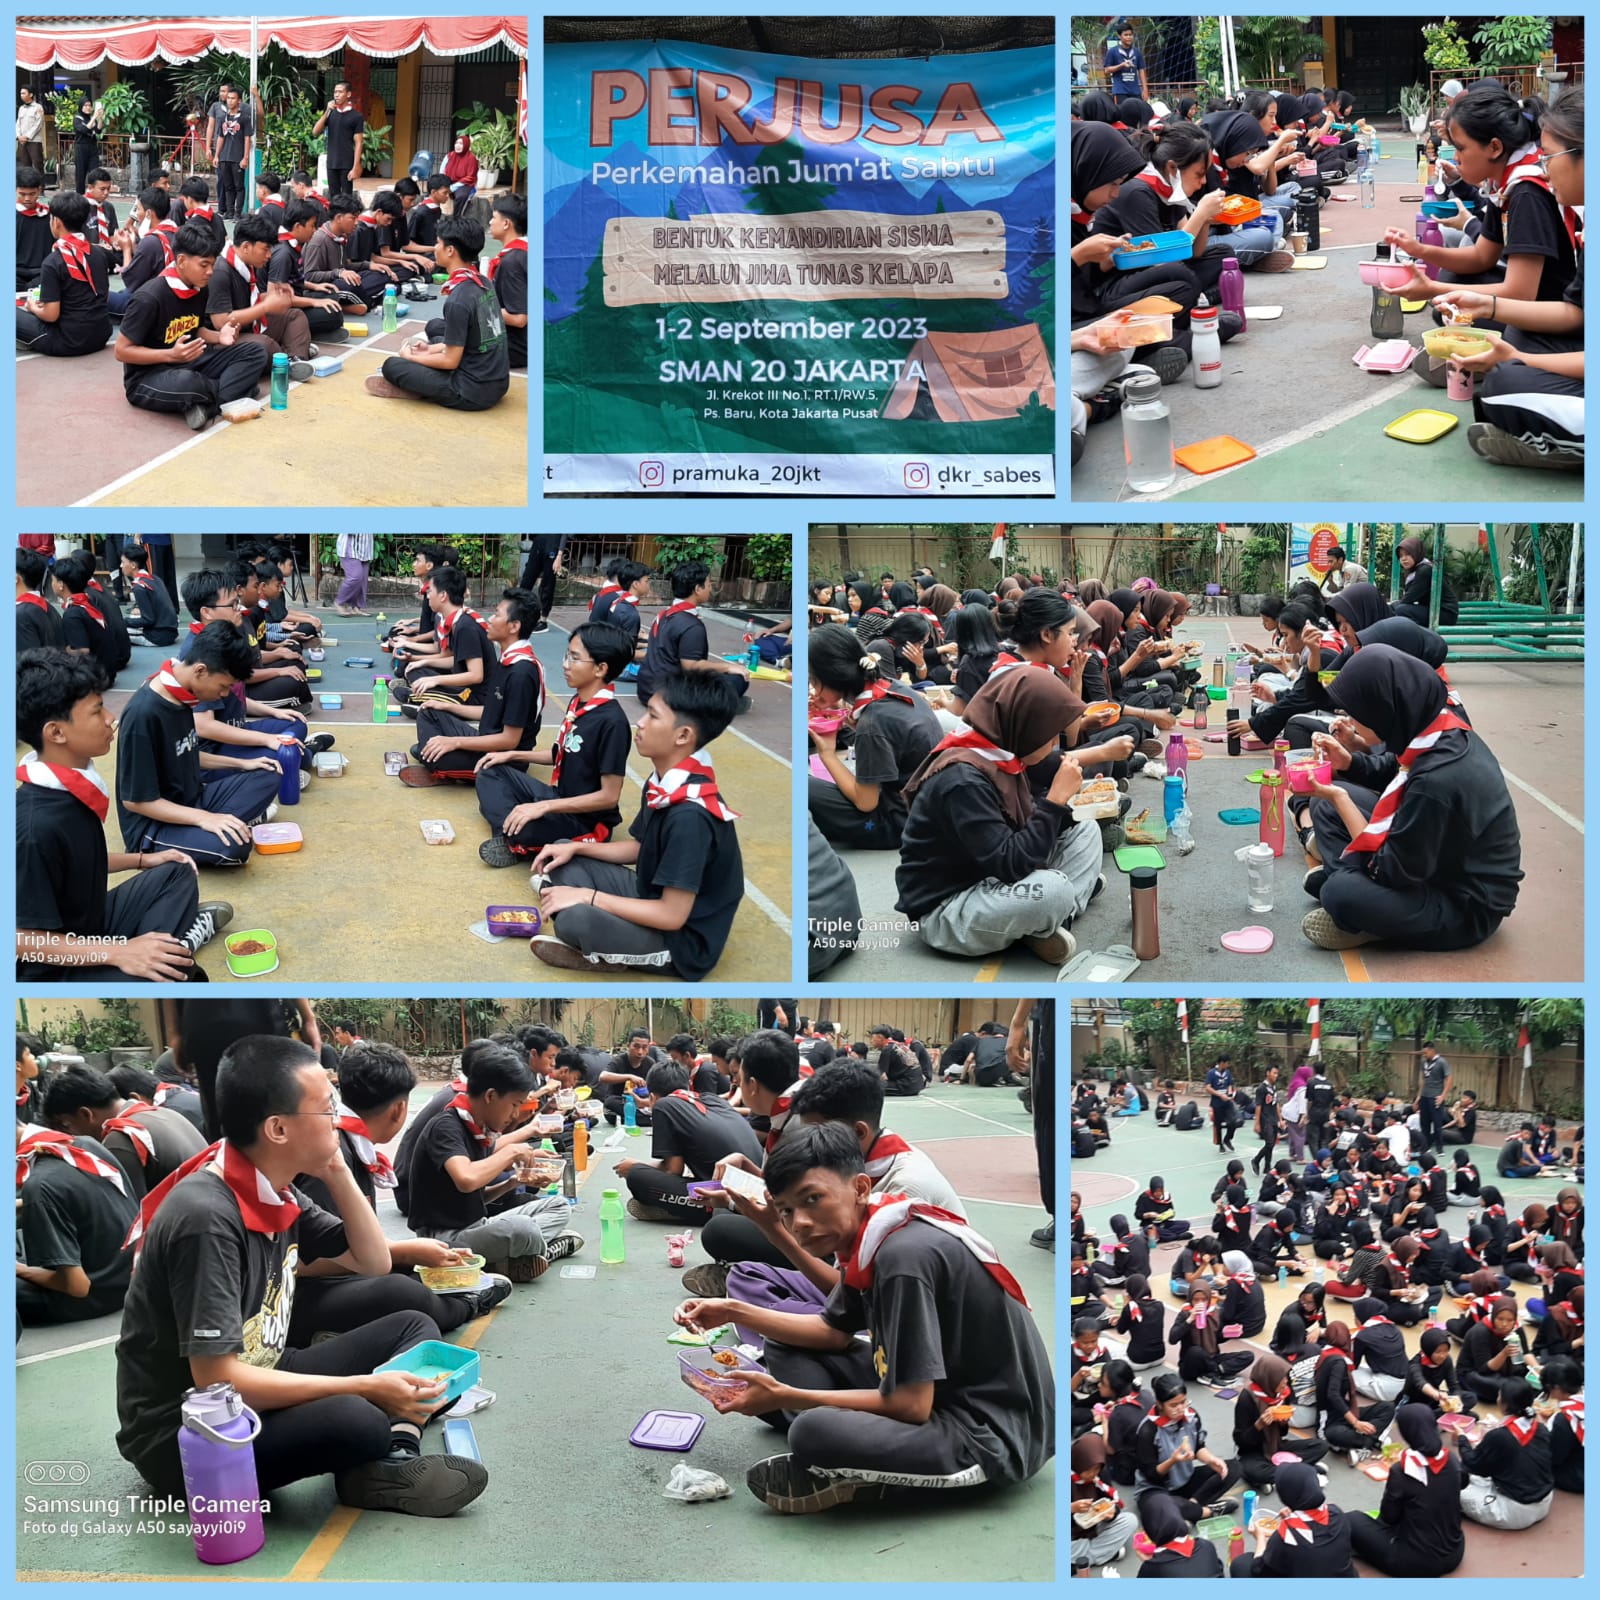 PERJUSA
Perkemahan Jum'at Sabtu
BENTUK KEMANDIRIAN SISWA
MELALUI JIWA TUNAS KELAPA
1-2 September 2023
SMAN 20 JAKARTA
Jl. Krekot III No.1, RT.1/RW.5,
Ps. Baru, Kota Jakarta Pusat
kt
pramuka_20jkt
dkr_sabes
Triple Camera
A50 sayayyi0i9
Triple Camera
y A50 sayayyi0i9
adidas
Samsung Triple Camera
Foto dg Galaxy A50 sayayyi0i9